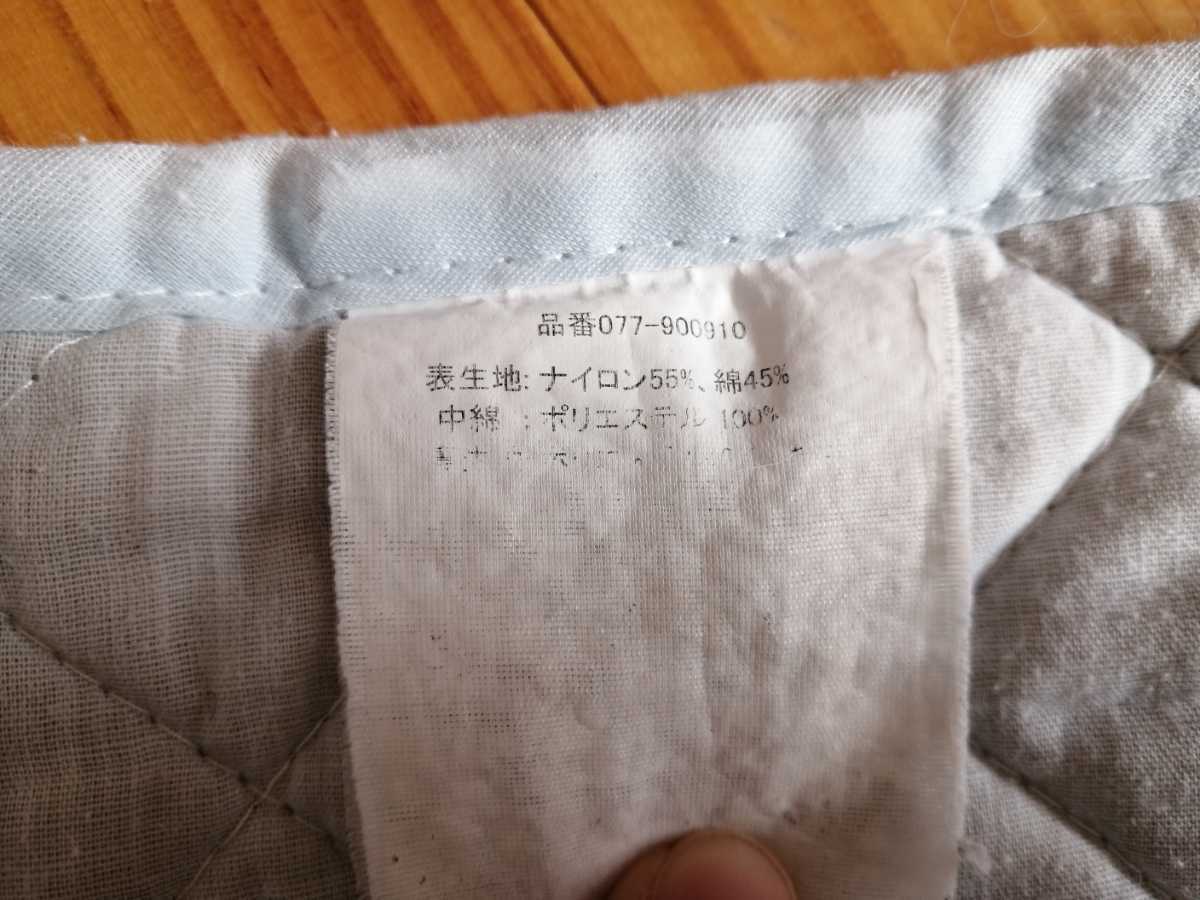 品番077-900910
表生地:ナイロン55%、綿45%
中綿 :ポリエステル 100%